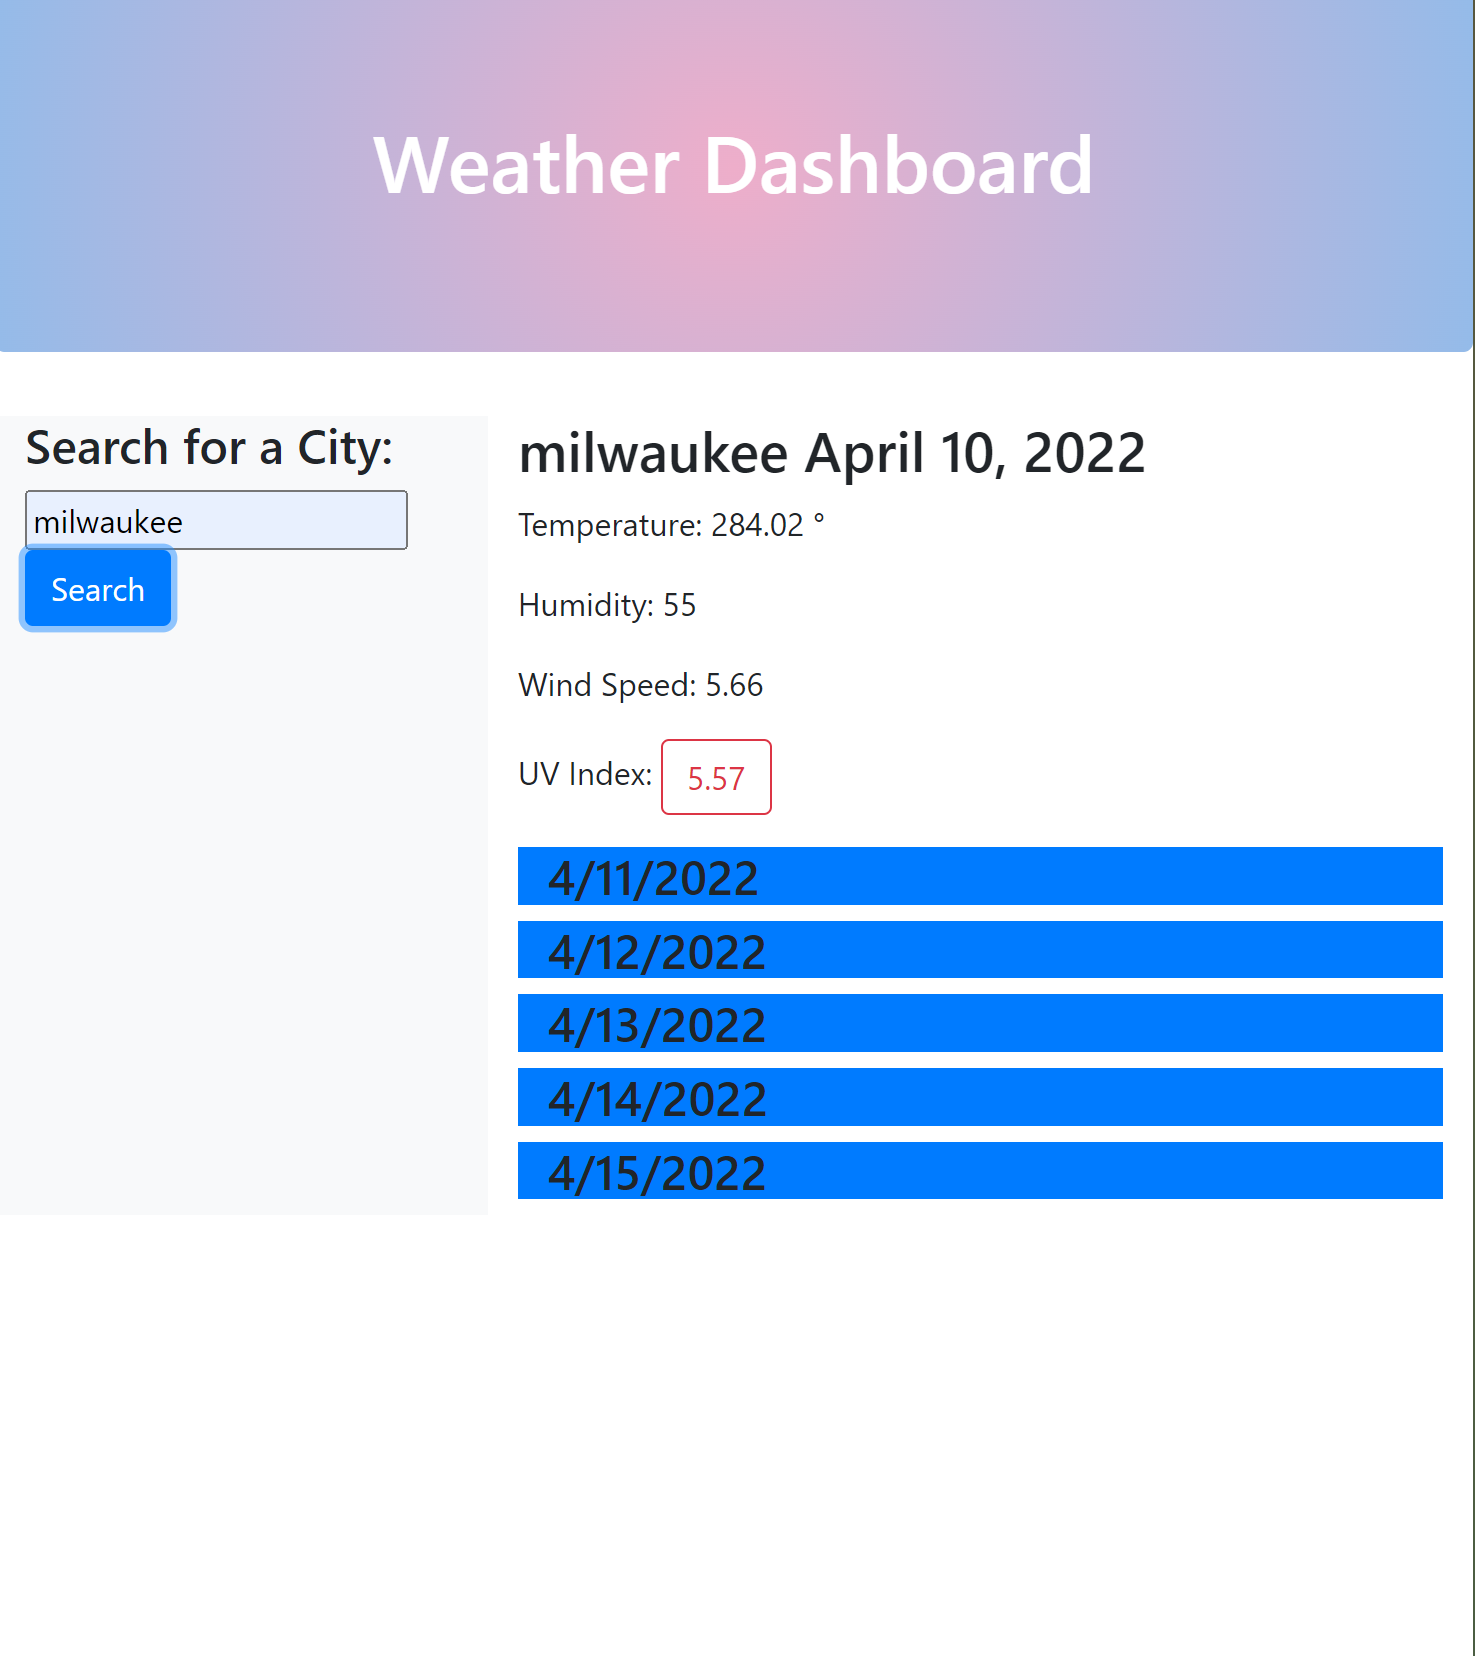 Weather Dashboard
Search for a City:
milwaukee
Search
milwaukee April 10, 2022
Temperature: 284.02 °
Humidity: 55
Wind Speed: 5.66
UV Index: 5.57
4/11/2022
4/12/2022
4/13/2022
4/14/2022
4/15/2022